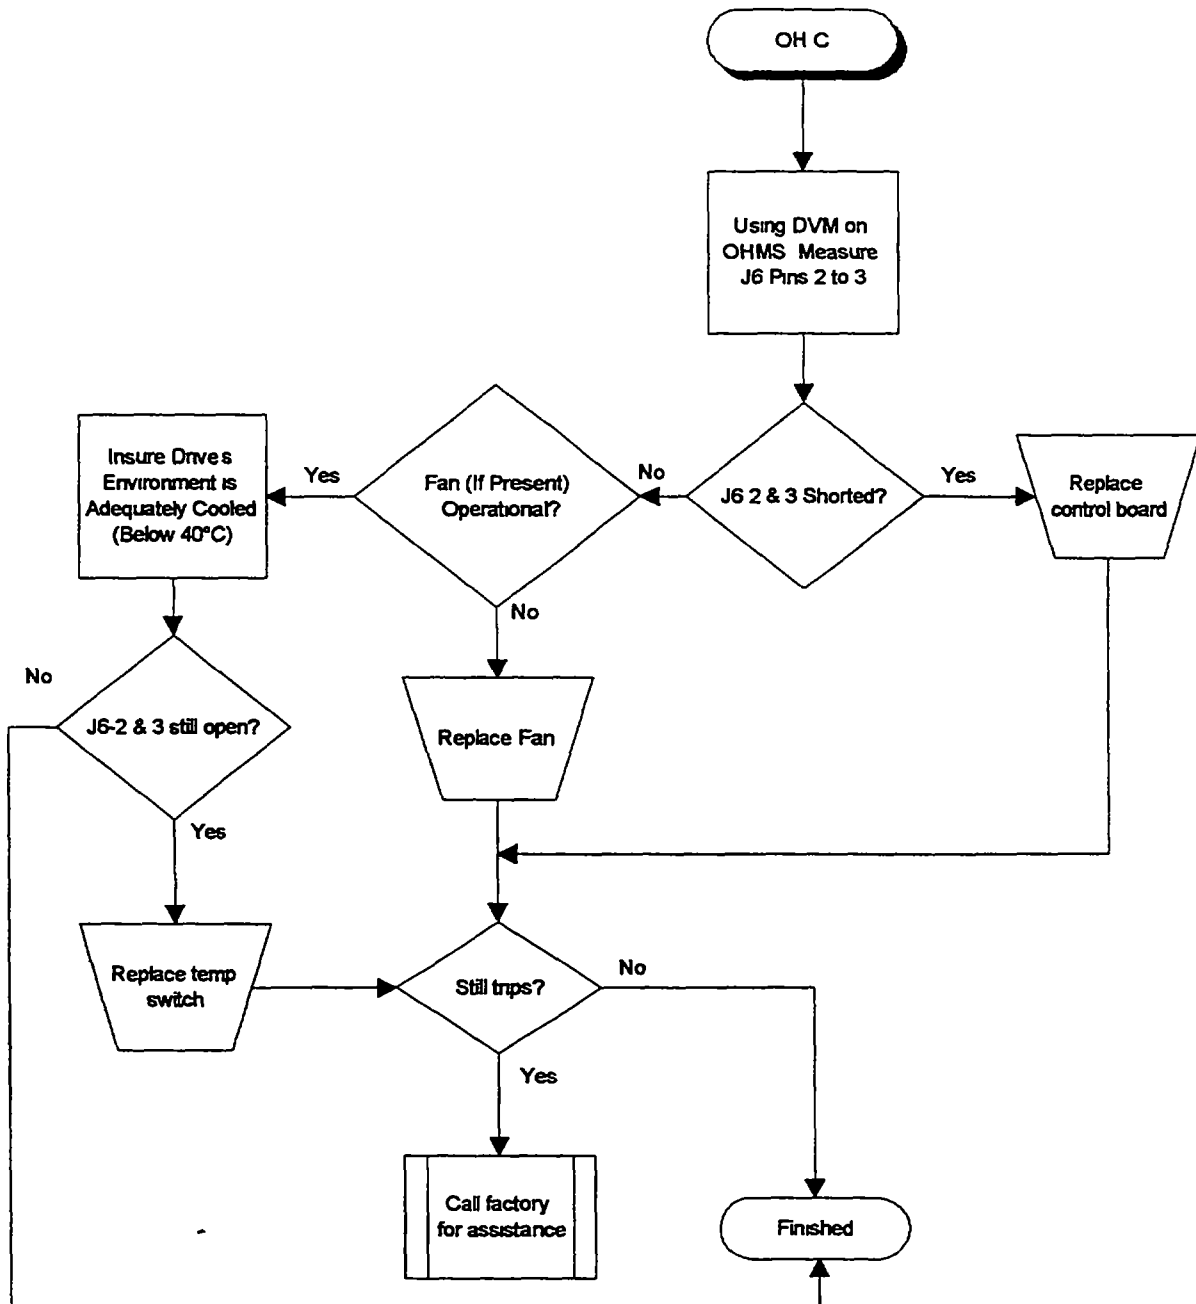 OH C
Using DVM on
OHMS Measure
J6 Pins 2 to 3
J6 2 & 3 Shorted?
No
Yes
Replace
control board
Fan (If Present)
Operational?
Yes
No
Insure Drive's
Environment is
Adequately Cooled
(Below 40°C)
J6-2 & 3 still open?
No
Yes
Replace Fan
Replace temp
switch
Still trips?
No
Yes
Call factory
for assistance
Finished